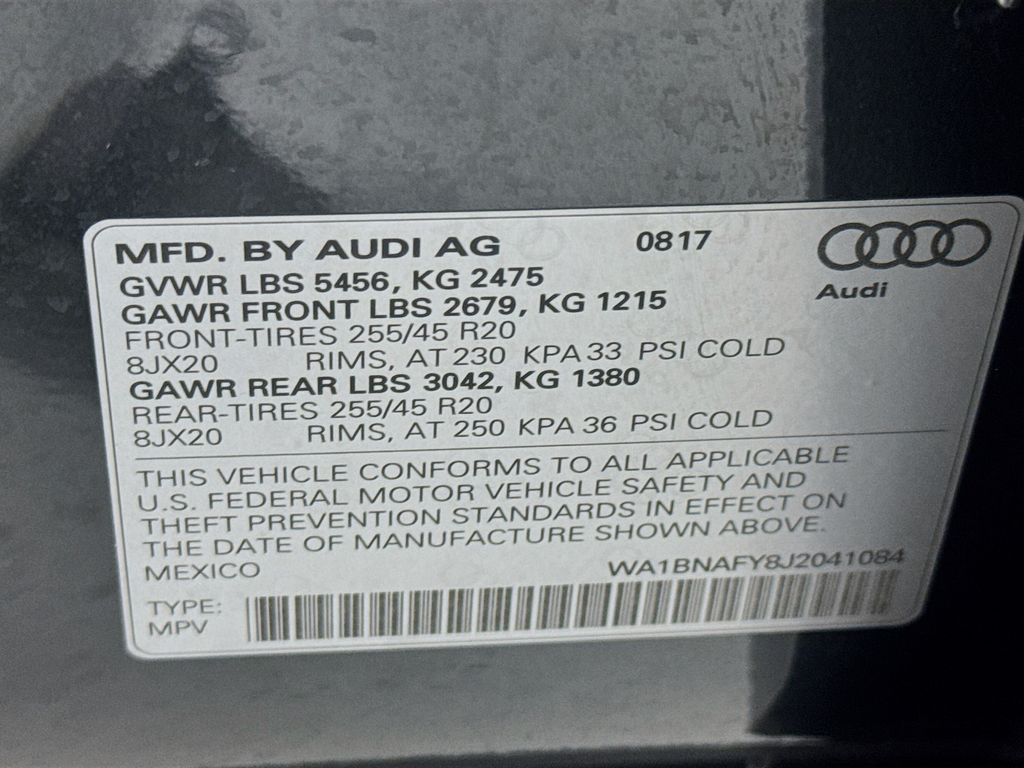 MFD. BY AUDI AG 0817
Audi
GVWR LBS 5456, KG 2475
GAWR FRONT LBS 2679, KG 1215
FRONT-TIRES 255/45 R20
8JX20 RIMS, AT 230 KPA 33 PSI COLD
GAWR REAR LBS 3042, KG 1380
REAR-TIRES 255/45 R20
8JX20 RIMS, AT 250 KPA 36 PSI COLD
THIS VEHICLE CONFORMS TO ALL APPLICABLE
U.S. FEDERAL MOTOR VEHICLE SAFETY AND
THEFT PREVENTION STANDARDS IN EFFECT ON
THE DATE OF MANUFACTURE SHOWN ABOVE.
MEXICO WA1BNAFY8J2041084
TYPE:
MPV